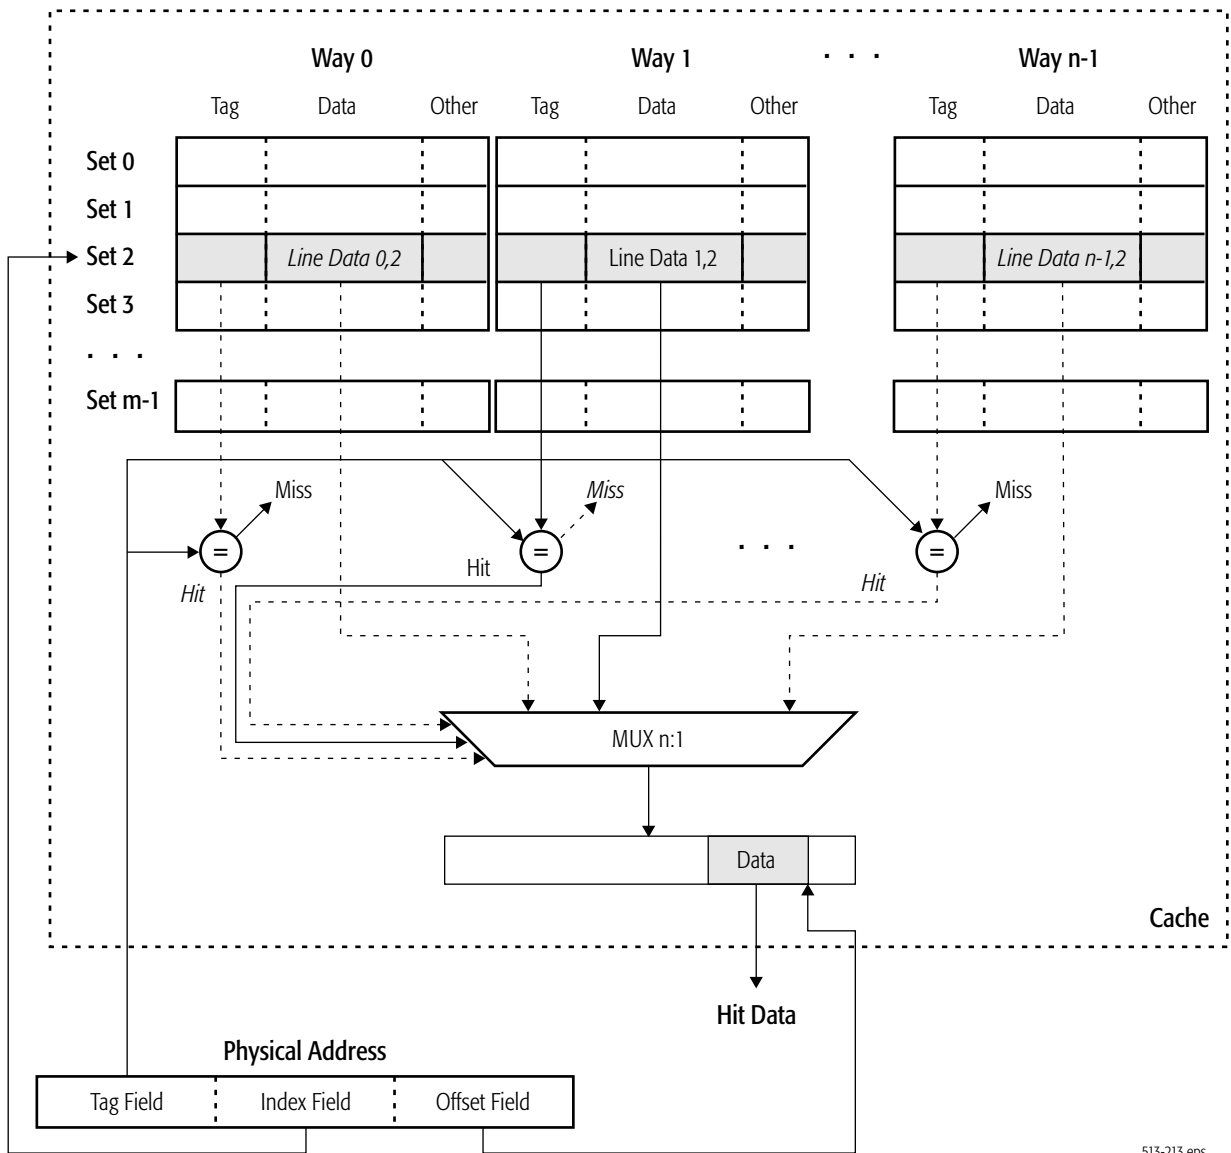 Way 0 Way 1 . . . Way n-1
Tag Data Other Tag Data Other Tag Data Other
Set 0
Set 1
Set 2 Line Data 0,2 Line Data 1,2 Line Data n-1,2
Set 3
. . .
Set m-1
Miss Miss Miss
= = . . . =
Hit Hit Hit
MUX n:1
Data
Cache
Hit Data
Physical Address
Tag Field Index Field Offset Field
513-213.eps